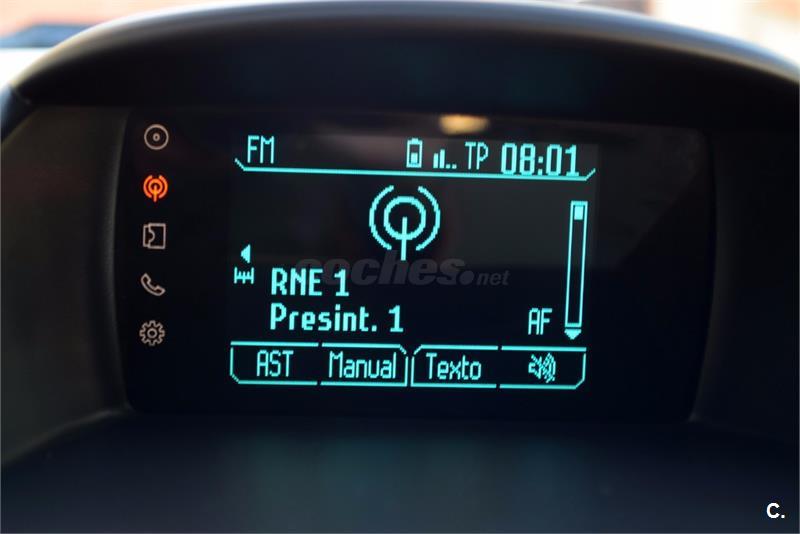 FM TP 08:01
coches.net
RNE 1
Presint. 1 AF
AST Manual Texto
C.